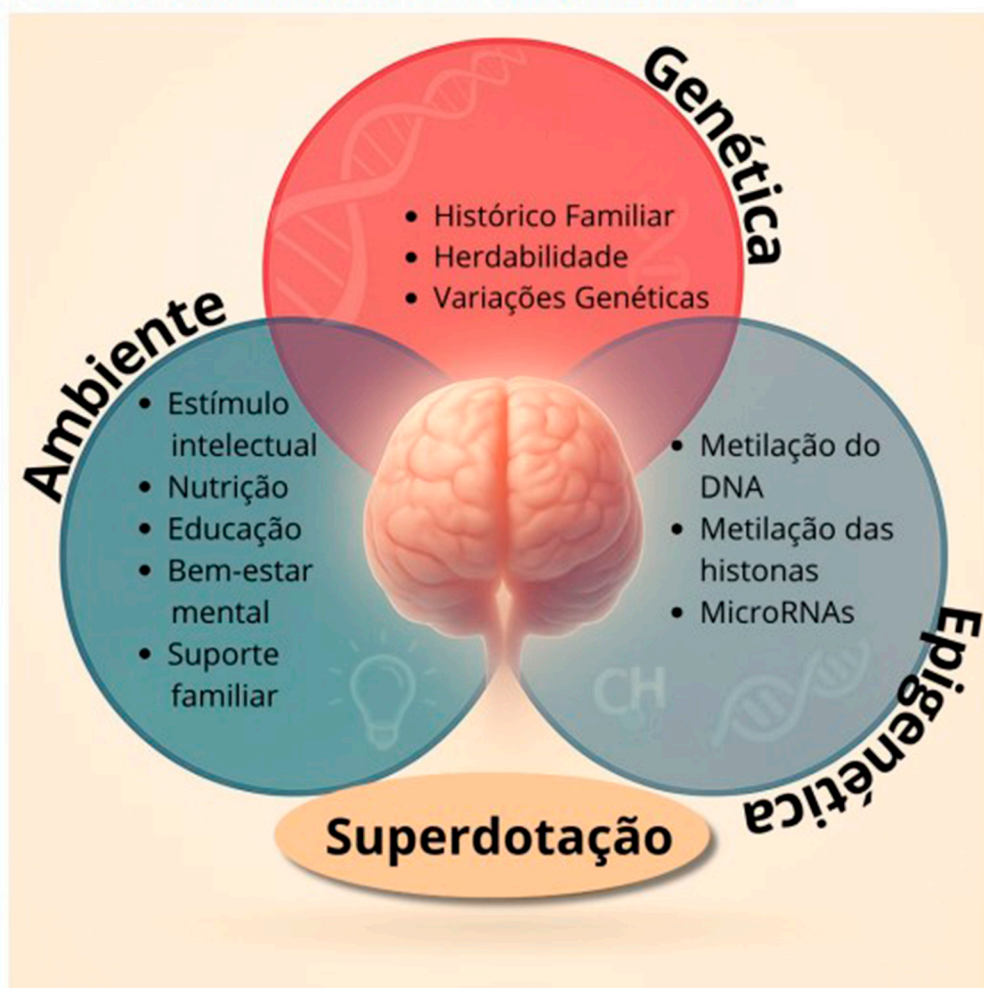 Genética
• Histórico Familiar
• Herdabilidade
• Variações Genéticas
Ambiente
• Estímulo
intelectual
• Nutrição
• Educação
• Bem-estar
mental
• Suporte
familiar
• Metilação do
DNA
• Metilação das
histonas
• MicroRNAs
CH
Epigenética
Superdotação